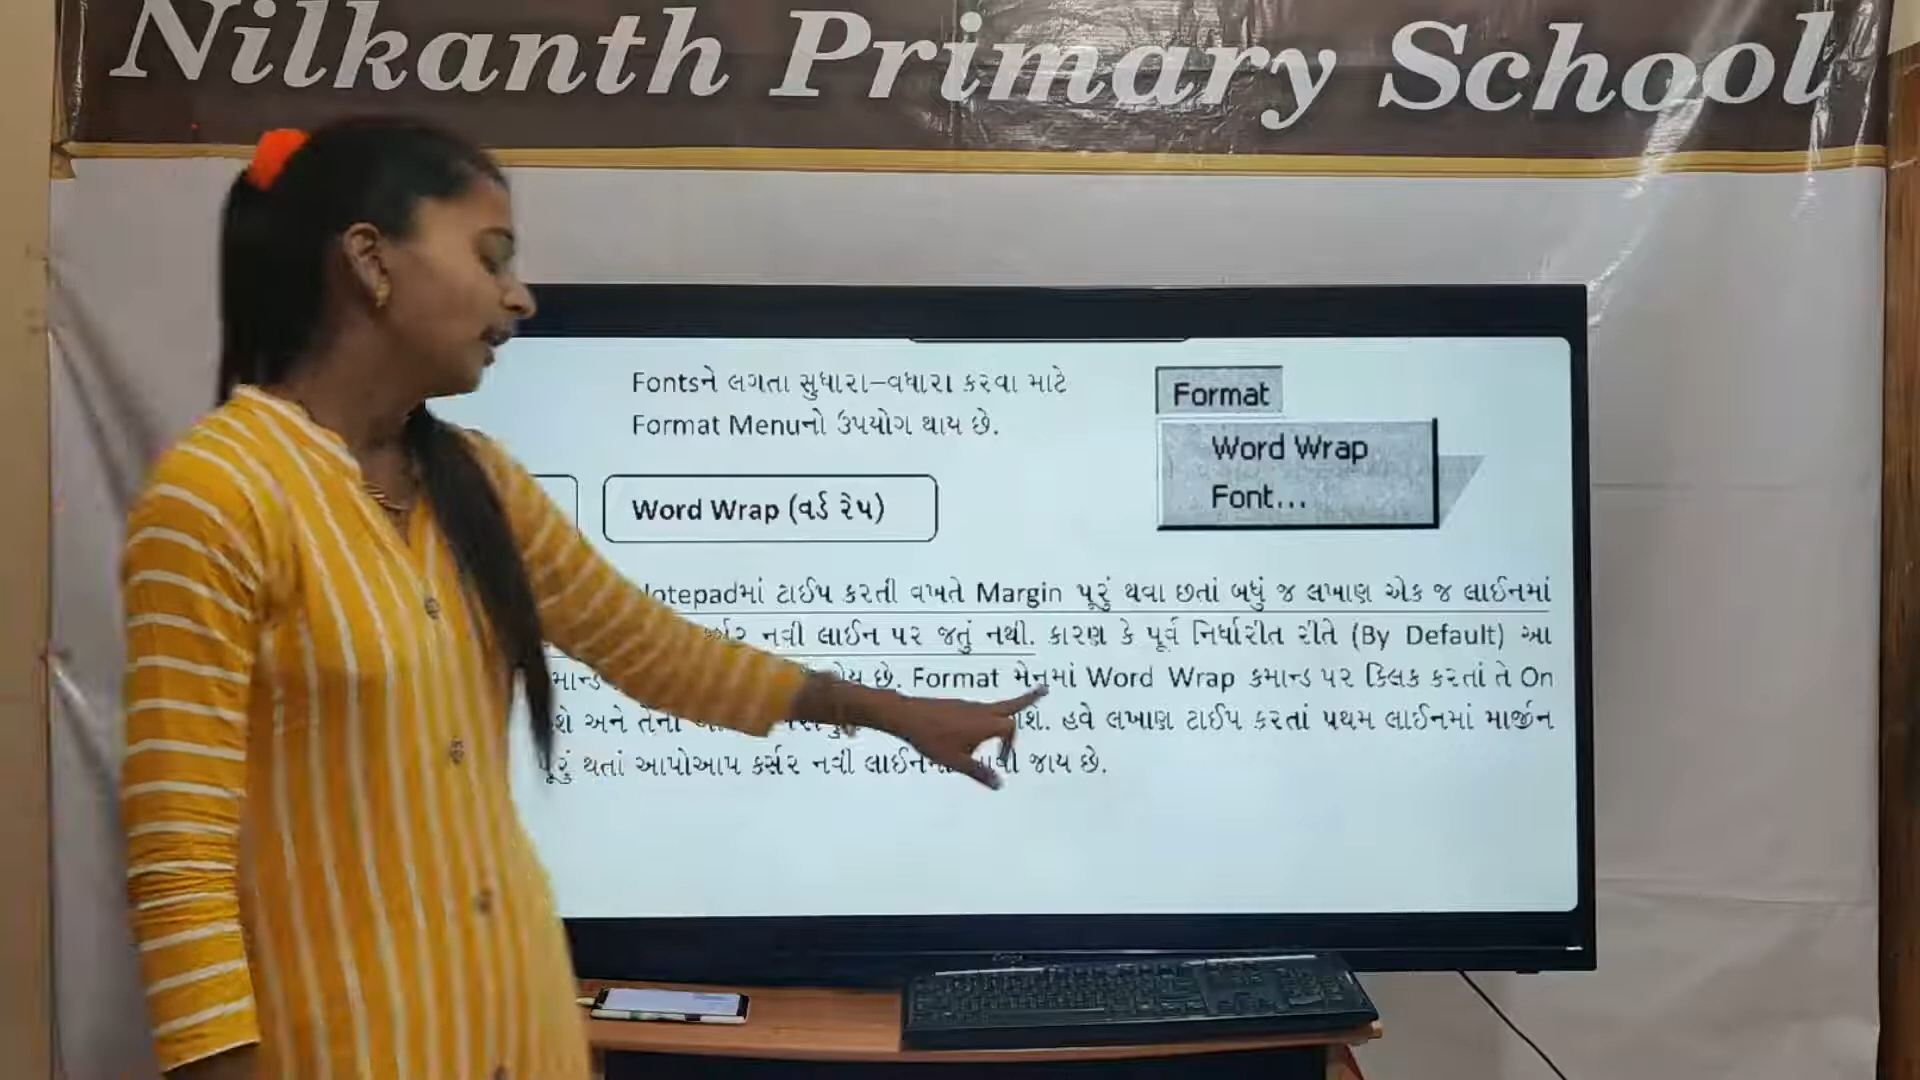 Nilkanth Primary School
Fontsને લગતા સુધારા–વધારા કરવા માટે
Format Menuનો ઉપયોગ થાય છે.
Format
Word Wrap
Font...
Word Wrap (વર્ડ રેપ)
Notepadમાં ટાઈપ કરતી વખતે Margin પૂરું થવા છતાં બધું જ લખાણ એક જ લાઈનમાં
નવી લાઈન પર જતું નથી. કારણ કે પૂર્વ નિર્ધારીત રીતે (By Default) આ
છે. Format મેનુમાં Word Wrap કમાન્ડ પર ક્લિક કરતાં તે On
અને તેની હવે લખાણ ટાઈપ કરતાં પ્રથમ લાઈનમાં માર્જીન
પૂરું થતાં આપોઆપ કર્સર નવી જાય છે.